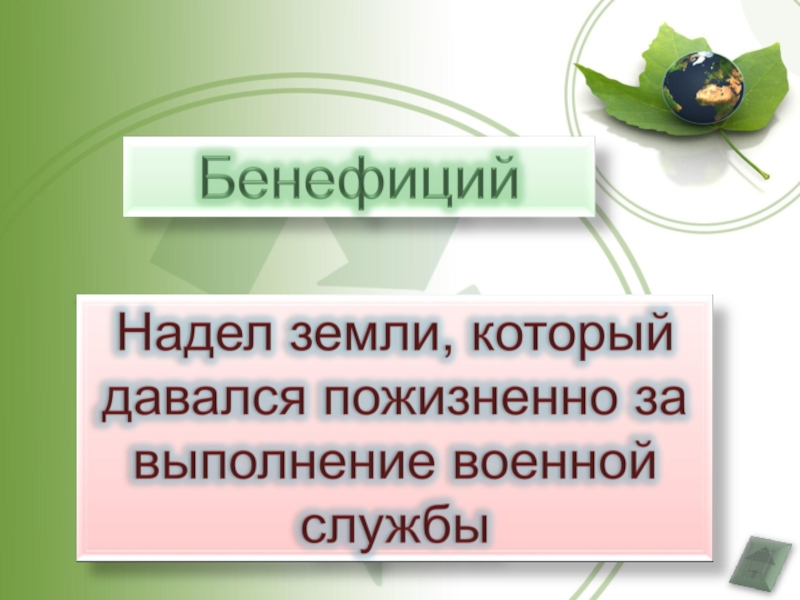 Бенефиций
Надел земли, который
давался пожизненно за
выполнение военной
службы